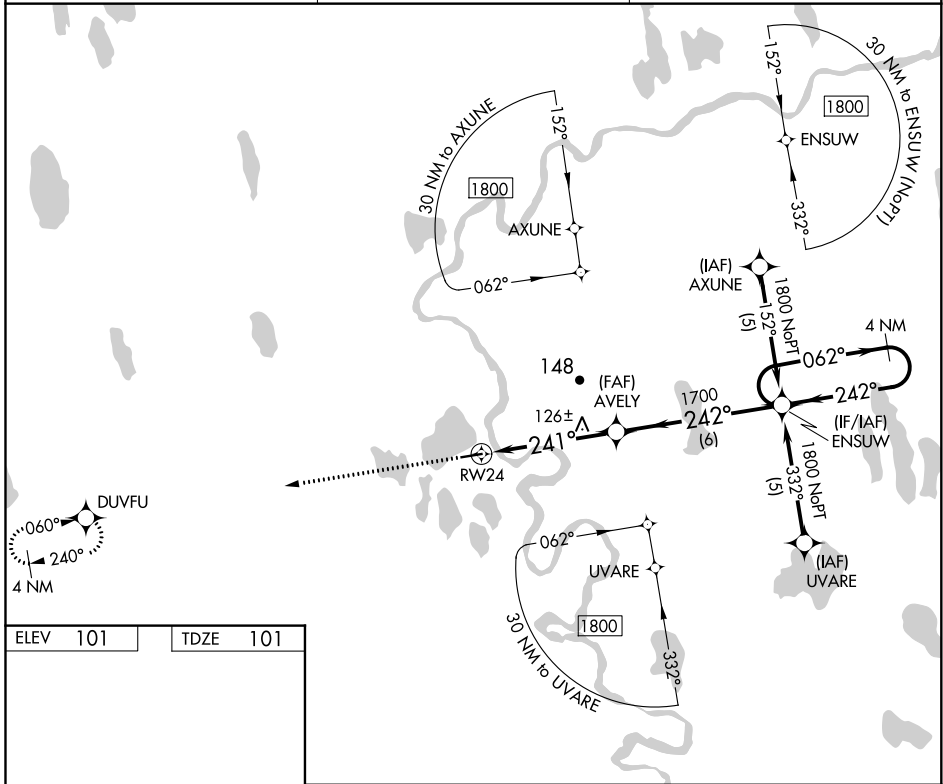 152°
30 NM to ENSUW (NoPT)
1800
ENSUW
332°
30 NM to AXUNE
152°
1800
AXUNE
062°
(IAF)
AXUNE
1800 NoPT
152°
(5)
4 NM
062°
242°
(IF/IAF)
ENSUW
148
(FAF)
AVELY
126±
1700
242°
(6)
241°
RW24
1800 NoPT
332°
(5)
(IAF)
UVARE
DUVFU
060°
240°
4 NM
062°
UVARE
1800
332°
30 NM to UVARE
ELEV 101
TDZE 101